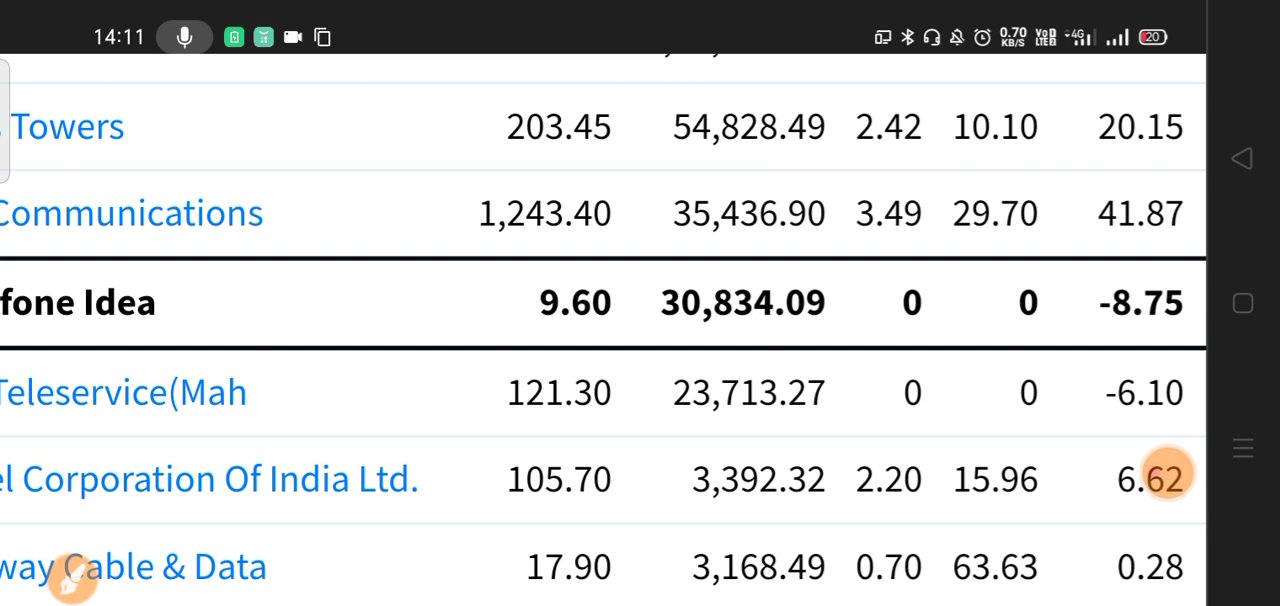 14:11 0.70 KB/S VoD LTE 4G 20
Towers 203.45 54,828.49 2.42 10.10 20.15
Communications 1,243.40 35,436.90 3.49 29.70 41.87
fone Idea 9.60 30,834.09 0 0 -8.75
Teleservice(Mah 121.30 23,713.27 0 0 -6.10
el Corporation Of India Ltd. 105.70 3,392.32 2.20 15.96 6.62
way Cable & Data 17.90 3,168.49 0.70 63.63 0.28